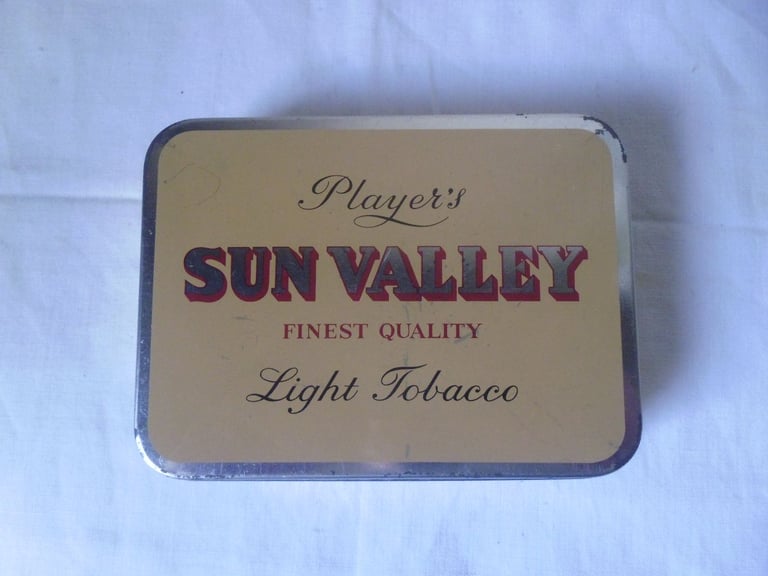 Player's
SUN VALLEY
FINEST QUALITY
Light Tobacco